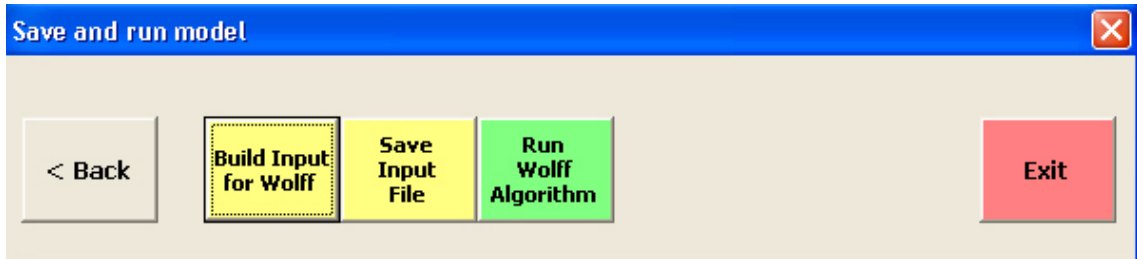 Save and run model
< Back
Build Input
for Wolff
Save
Input
File
Run
Wolff
Algorithm
Exit